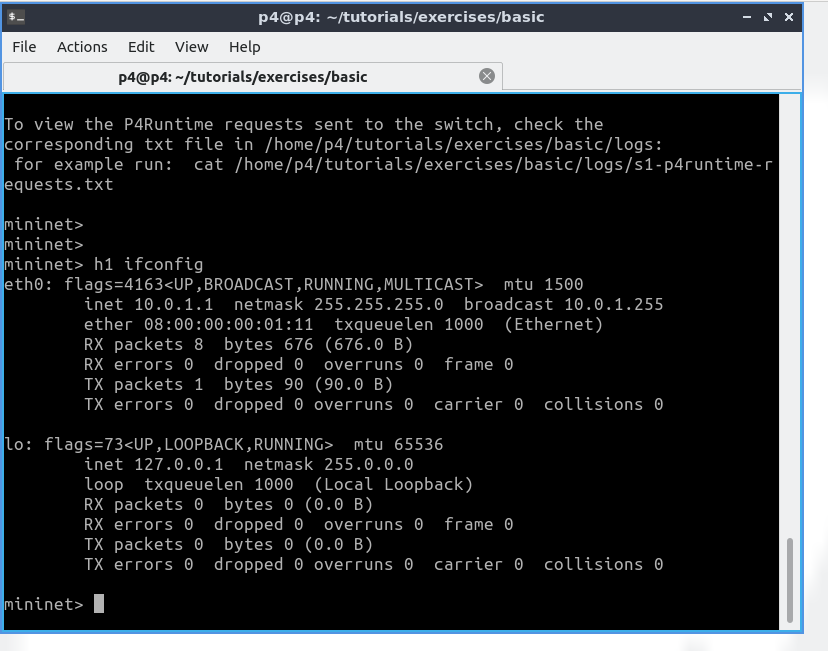 p4@p4: ~/tutorials/exercises/basic
File Actions Edit View Help
p4@p4: ~/tutorials/exercises/basic
To view the P4Runtime requests sent to the switch, check the
corresponding txt file in /home/p4/tutorials/exercises/basic/logs:
 for example run:  cat /home/p4/tutorials/exercises/basic/logs/s1-p4runtime-r
equests.txt
mininet>
mininet>
mininet> h1 ifconfig
eth0: flags=4163<UP,BROADCAST,RUNNING,MULTICAST>  mtu 1500
        inet 10.0.1.1  netmask 255.255.255.0  broadcast 10.0.1.255
        ether 08:00:00:00:01:11  txqueuelen 1000  (Ethernet)
        RX packets 8  bytes 676 (676.0 B)
        RX errors 0  dropped 0  overruns 0  frame 0
        TX packets 1  bytes 90 (90.0 B)
        TX errors 0  dropped 0 overruns 0  carrier 0  collisions 0
lo: flags=73<UP,LOOPBACK,RUNNING>  mtu 65536
        inet 127.0.0.1  netmask 255.0.0.0
        loop  txqueuelen 1000  (Local Loopback)
        RX packets 0  bytes 0 (0.0 B)
        RX errors 0  dropped 0  overruns 0  frame 0
        TX packets 0  bytes 0 (0.0 B)
        TX errors 0  dropped 0 overruns 0  carrier 0  collisions 0
mininet>